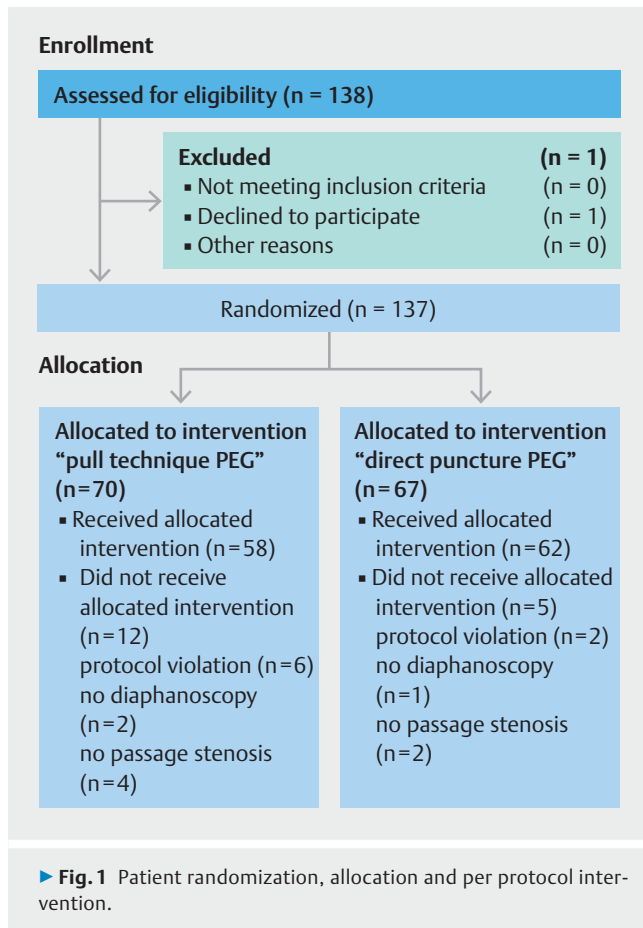 Enrollment
Assessed for eligibility (n = 138)
Excluded (n = 1)
▪ Not meeting inclusion criteria (n = 0)
▪ Declined to participate (n = 1)
▪ Other reasons (n = 0)
Randomized (n = 137)
Allocation
Allocated to intervention
“pull technique PEG”
(n=70)
▪ Received allocated
intervention (n=58)
▪ Did not receive
allocated intervention
(n=12)
protocol violation (n=6)
no diaphanoscopy
(n=2)
no passage stenosis
(n=4)
Allocated to intervention
“direct puncture PEG”
(n=67)
▪ Received allocated
intervention (n=62)
▪ Did not receive allocated
intervention (n=5)
protocol violation (n=2)
no diaphanoscopy
(n=1)
no passage stenosis
(n=2)
▶ Fig. 1 Patient randomization, allocation and per protocol inter-
vention.